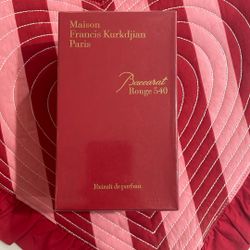 Maison
Francis Kurkdjian
Paris
Baccarat
Rouge 540
Extrait de parfum